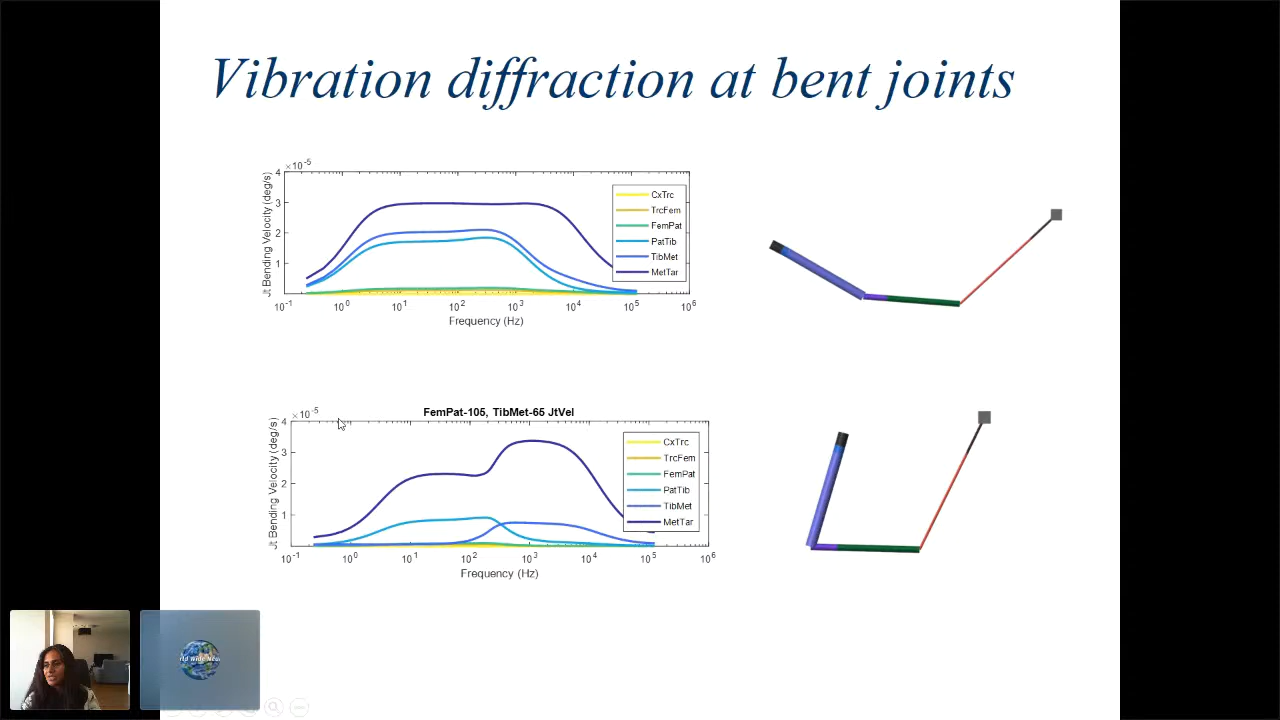 Vibration diffraction at bent joints
×10⁻⁵
4
3
2
1
Jt Bending Velocity (deg/s)
CxTrc
TrcFem
FemPat
PatTib
TibMet
MetTar
10⁻¹ 10⁰ 10¹ 10² 10³ 10⁴ 10⁵ 10⁶
Frequency (Hz)
FemPat-105, TibMet-65 JtVel
×10⁻⁵
4
3
2
1
Jt Bending Velocity (deg/s)
CxTrc
TrcFem
FemPat
PatTib
TibMet
MetTar
10⁻¹ 10⁰ 10¹ 10² 10³ 10⁴ 10⁵ 10⁶
Frequency (Hz)